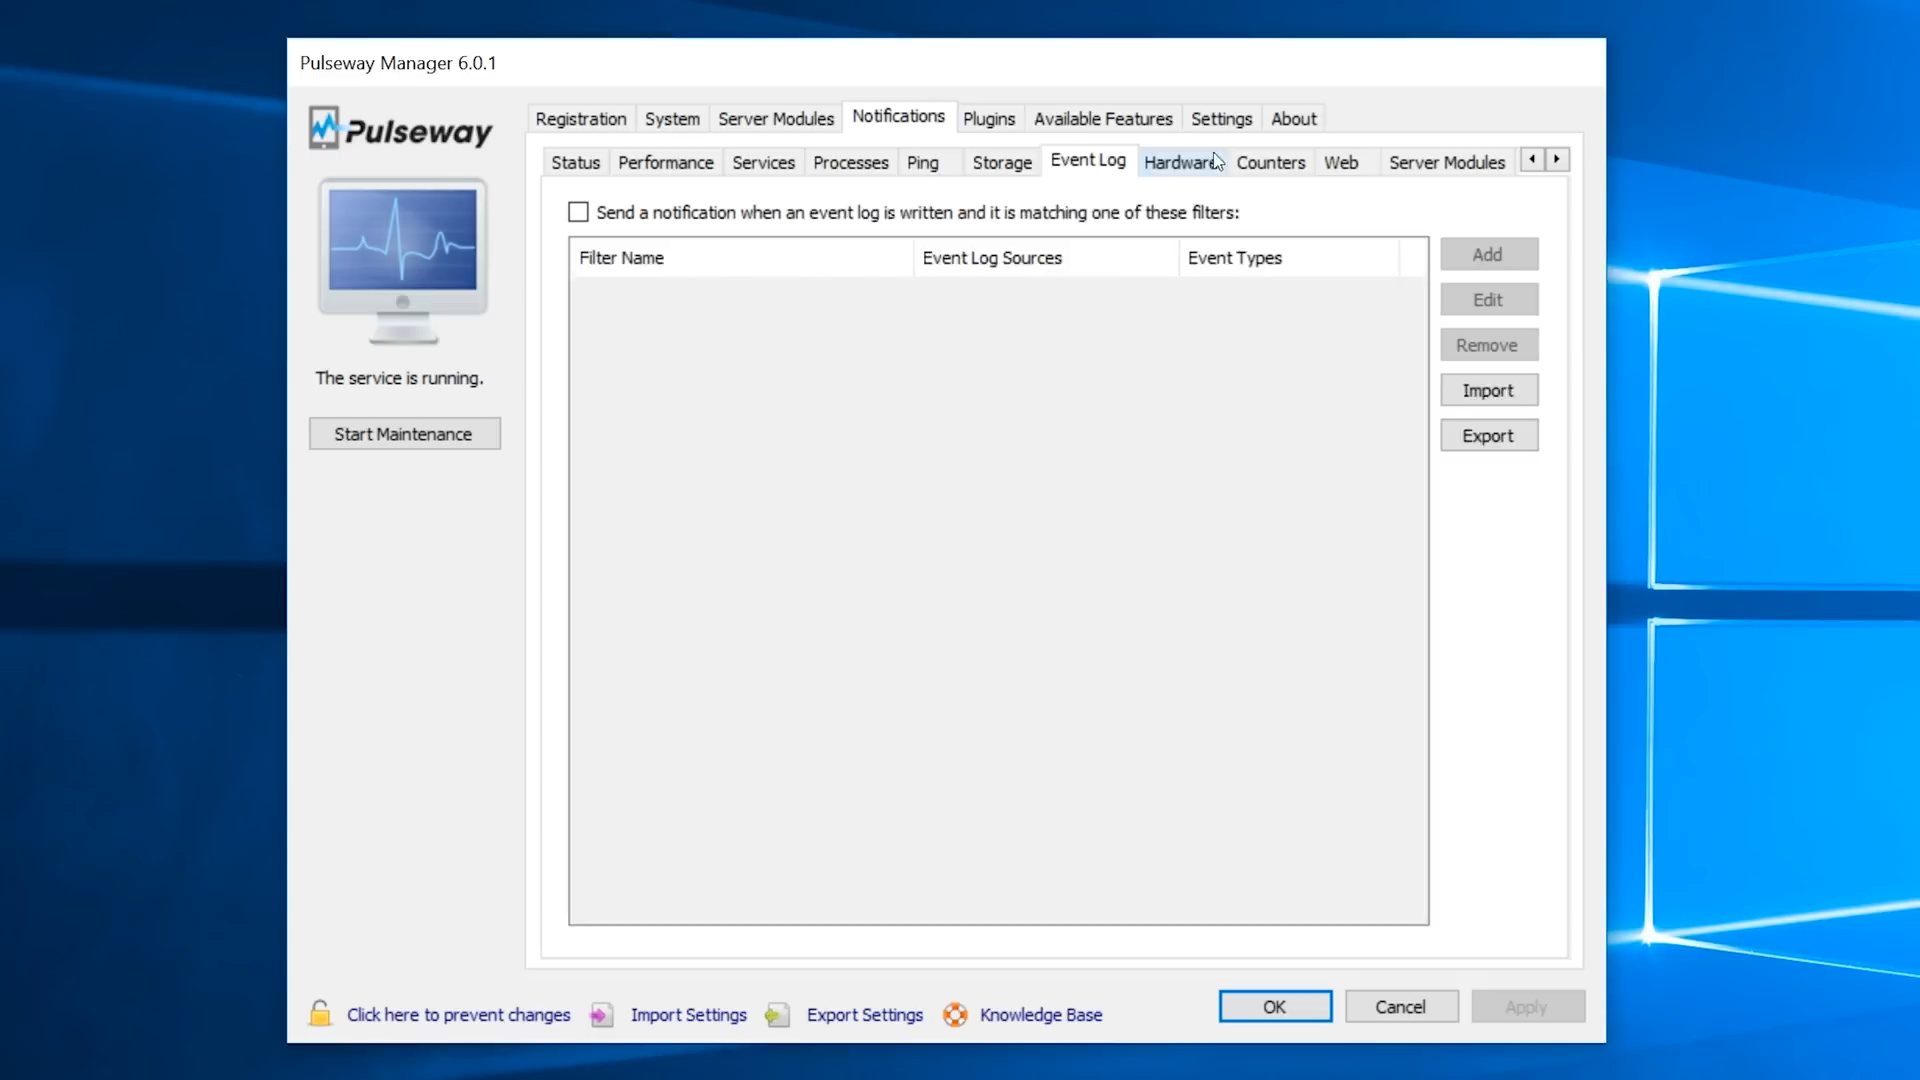 Pulseway Manager 6.0.1
Pulseway
Registration System Server Modules Notifications Plugins Available Features Settings About
Status Performance Services Processes Ping Storage Event Log Hardware Counters Web Server Modules
Send a notification when an event log is written and it is matching one of these filters:
Filter Name Event Log Sources Event Types
Add
Edit
Remove
Import
Export
The service is running.
Start Maintenance
Click here to prevent changes Import Settings Export Settings Knowledge Base OK Cancel Apply